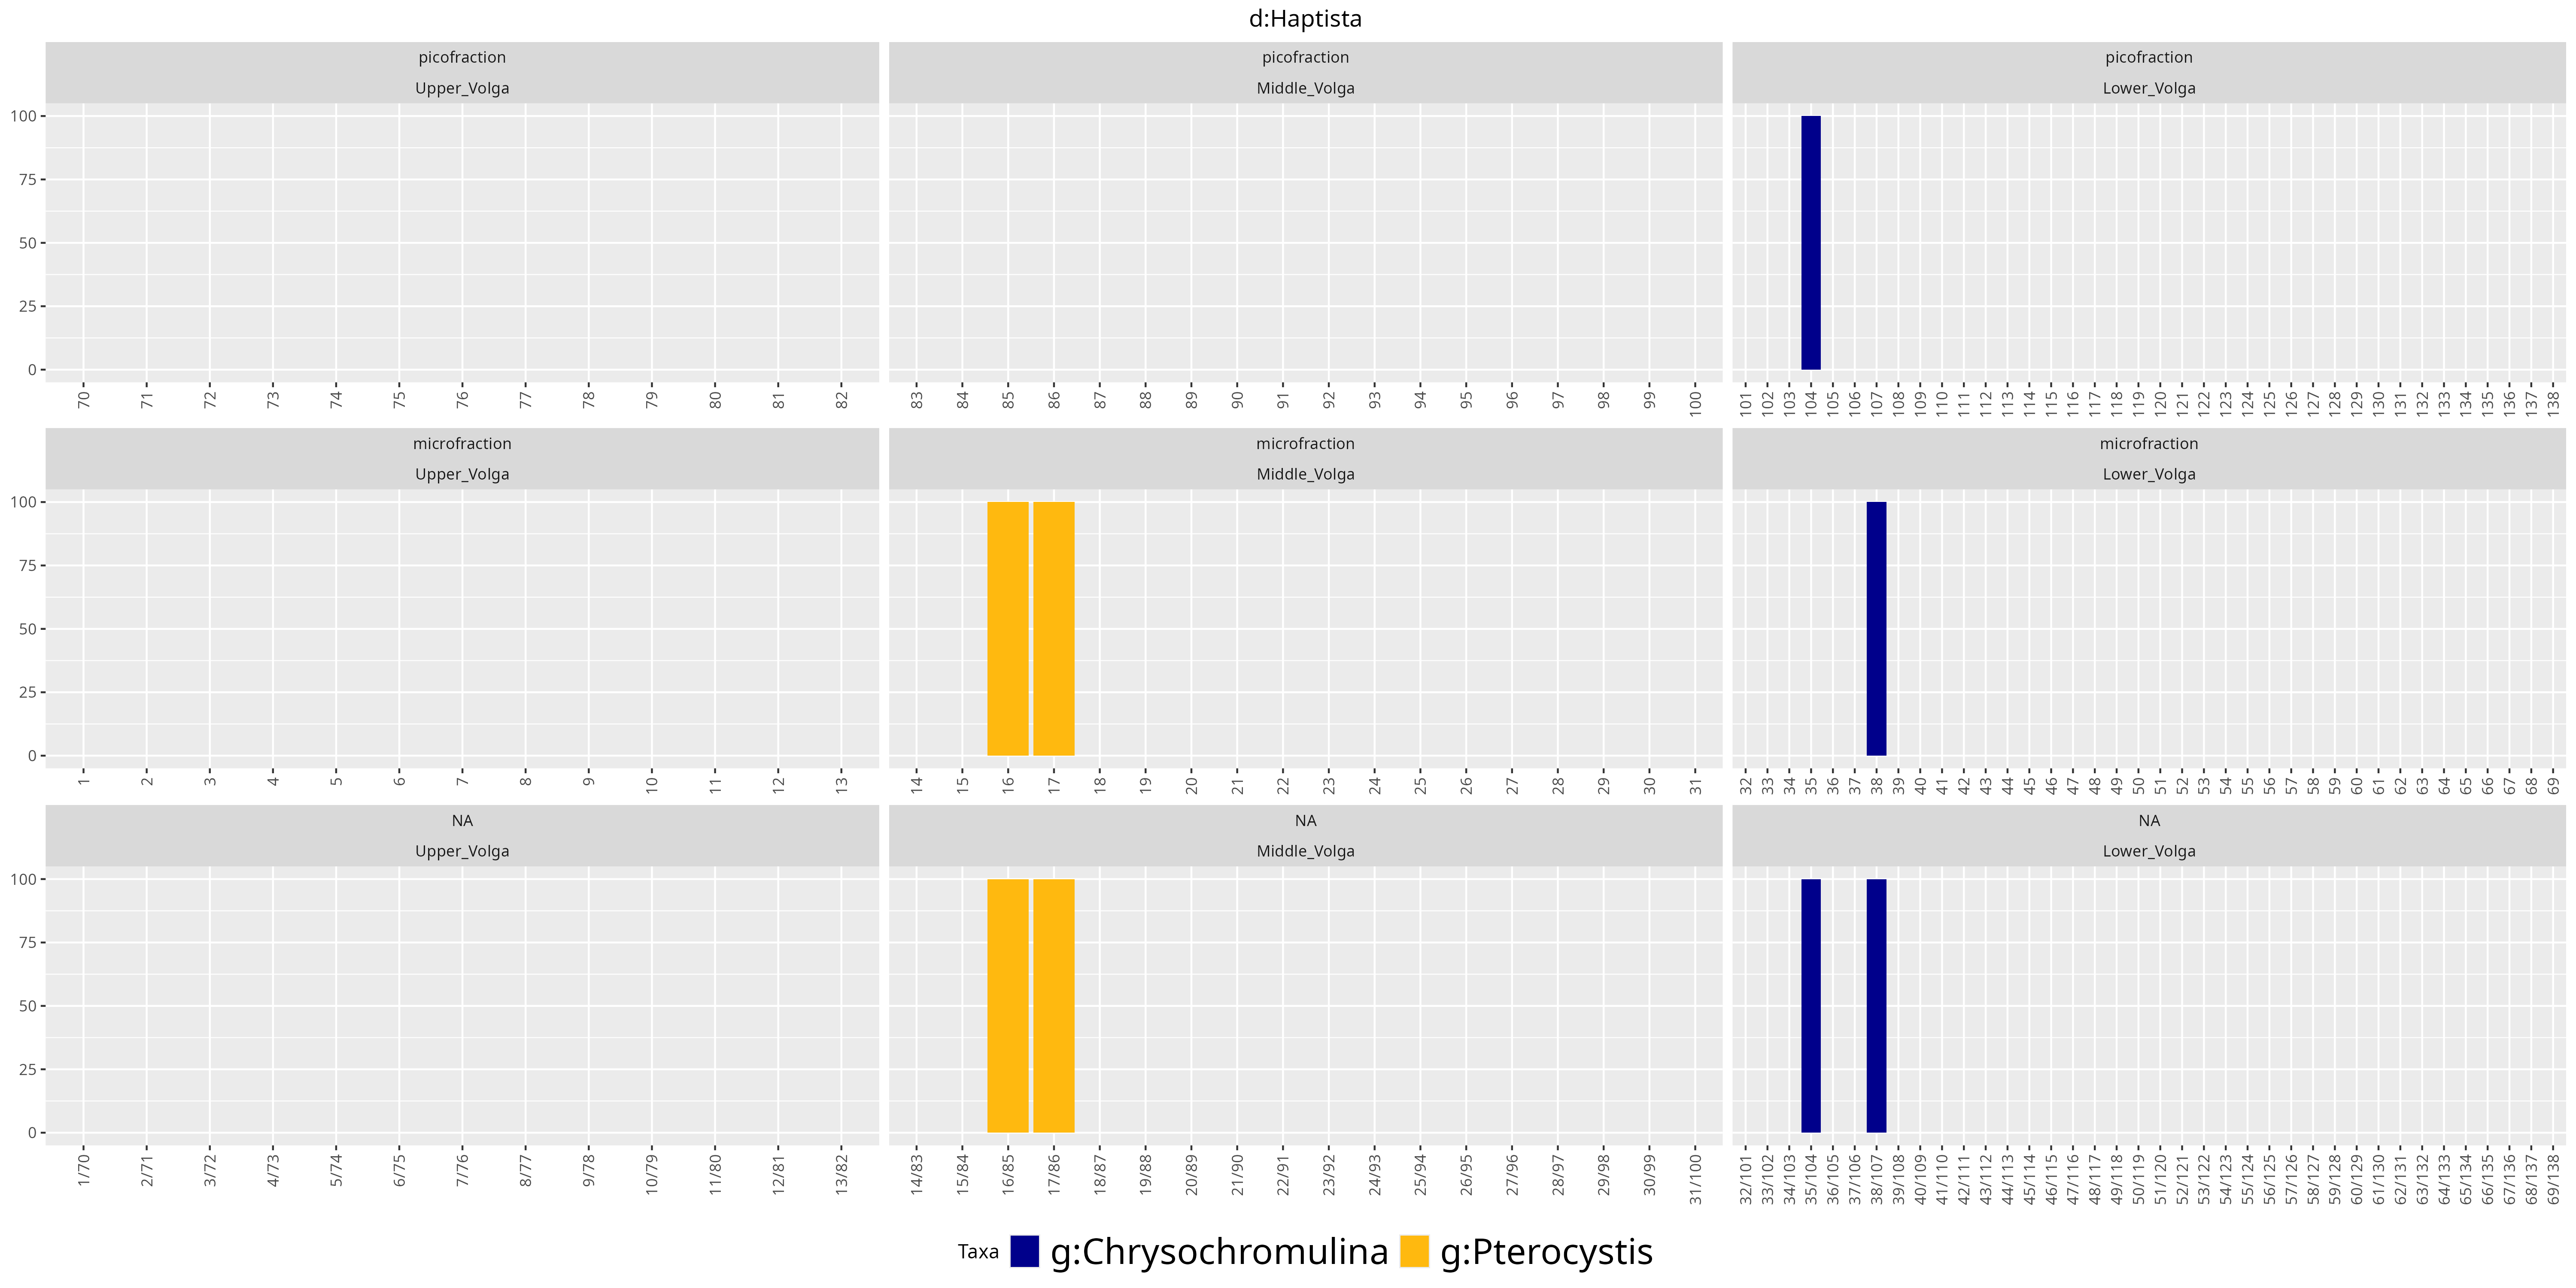 d:Haptista
picofraction picofraction picofraction
Upper_Volga Middle_Volga Lower_Volga
100
75
50
25
0
70 71 72 73 74 75 76 77 78 79 80 81 82 83 84 85 86 87 88 89 90 91 92 93 94 95 96 97 98 99 100 101 102 103 104 105 106 107 108 109 110 111 112 113 114 115 116 117 118 119 120 121 122 123 124 125 126 127 128 129 130 131 132 133 134 135 136 137 138
microfraction microfraction microfraction
Upper_Volga Middle_Volga Lower_Volga
100
75
50
25
0
1 2 3 4 5 6 7 8 9 10 11 12 13 14 15 16 17 18 19 20 21 22 23 24 25 26 27 28 29 30 31 32 33 34 35 36 37 38 39 40 41 42 43 44 45 46 47 48 49 50 51 52 53 54 55 56 57 58 59 60 61 62 63 64 65 66 67 68 69
NA NA NA
Upper_Volga Middle_Volga Lower_Volga
100
75
50
25
0
1/70 2/71 3/72 4/73 5/74 6/75 7/76 8/77 9/78 10/79 11/80 12/81 13/82 14/83 15/84 16/85 17/86 18/87 19/88 20/89 21/90 22/91 23/92 24/93 25/94 26/95 27/96 28/97 29/98 30/99 31/100 32/101 33/102 34/103 35/104 36/105 37/106 38/107 39/108 40/109 41/110 42/111 43/112 44/113 45/114 46/115 47/116 48/117 49/118 50/119 51/120 52/121 53/122 54/123 55/124 56/125 57/126 58/127 59/128 60/129 61/130 62/131 63/132 64/133 65/134 66/135 67/136 68/137 69/138
Taxa g:Chrysochromulina g:Pterocystis